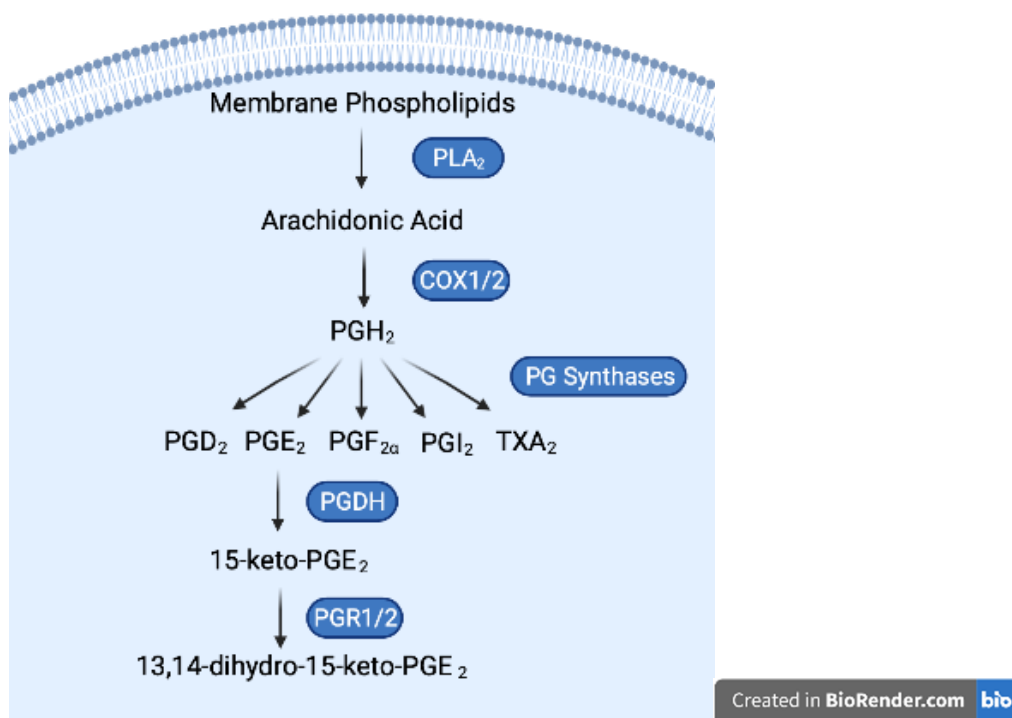 Membrane Phospholipids
PLA₂
Arachidonic Acid
COX1/2
PGH₂
PG Synthases
PGD₂ PGE₂ PGF₂α PGI₂ TXA₂
PGDH
15-keto-PGE₂
PGR1/2
13,14-dihydro-15-keto-PGE₂
Created in BioRender.com bio